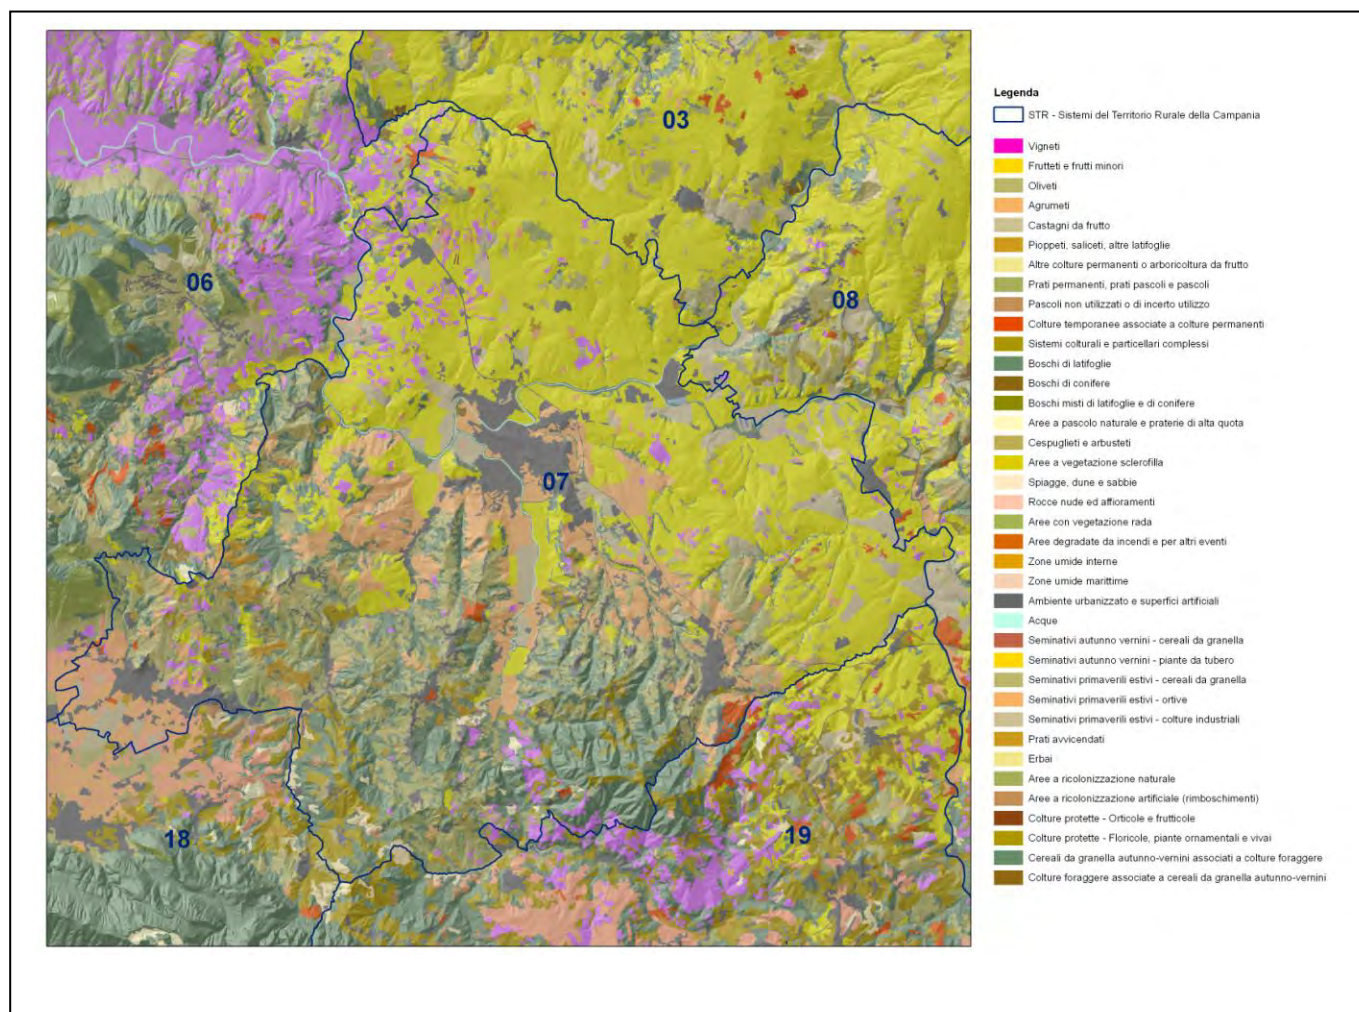 03
06
08
07
18
19
Legenda
STR - Sistemi del Territorio Rurale della Campania
Vigneti
Frutteti e frutti minori
Oliveti
Agrumeti
Castagni da frutto
Pioppeti, saliceti, altre latifoglie
Altre colture permanenti o arboricoltura da frutto
Prati permanenti, prati pascoli e pascoli
Pascoli non utilizzati o di incerto utilizzo
Colture temporanee associate a colture permanenti
Sistemi colturali e particellari complessi
Boschi di latifoglie
Boschi di conifere
Boschi misti di latifoglie e di conifere
Aree a pascolo naturale e praterie di alta quota
Cespuglieti e arbusteti
Aree a vegetazione sclerofilla
Spiagge, dune e sabbie
Rocce nude ed affioramenti
Aree con vegetazione rada
Aree degradate da incendi e per altri eventi
Zone umide interne
Zone umide marittime
Ambiente urbanizzato e superfici artificiali
Acque
Seminativi autunno vernini - cereali da granella
Seminativi autunno vernini - piante da tubero
Seminativi primaverili estivi - cereali da granella
Seminativi primaverili estivi - ortive
Seminativi primaverili estivi - colture industriali
Prati avvicendati
Erbai
Aree a ricolonizzazione naturale
Aree a ricolonizzazione artificiale (rimboschimenti)
Colture protette - Orticole e frutticole
Colture protette - Floricole, piante ornamentali e vivai
Cereali da granella autunno-vernini associati a colture foraggere
Colture foraggere associate a cereali da granella autunno-vernini